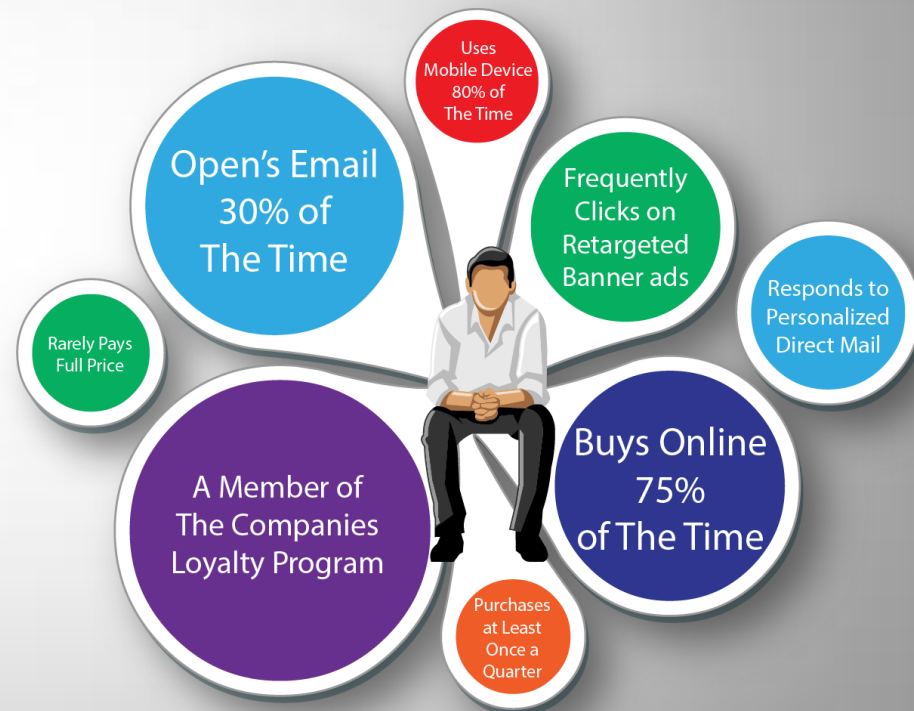 Uses
Mobile Device
80% of
The Time
Open's Email
30% of
The Time
Frequently
Clicks on
Retargeted
Banner ads
Responds to
Personalized
Direct Mail
Rarely Pays
Full Price
Buys Online
75%
of The Time
A Member of
The Companies
Loyalty Program
Purchases
at Least
Once a
Quarter